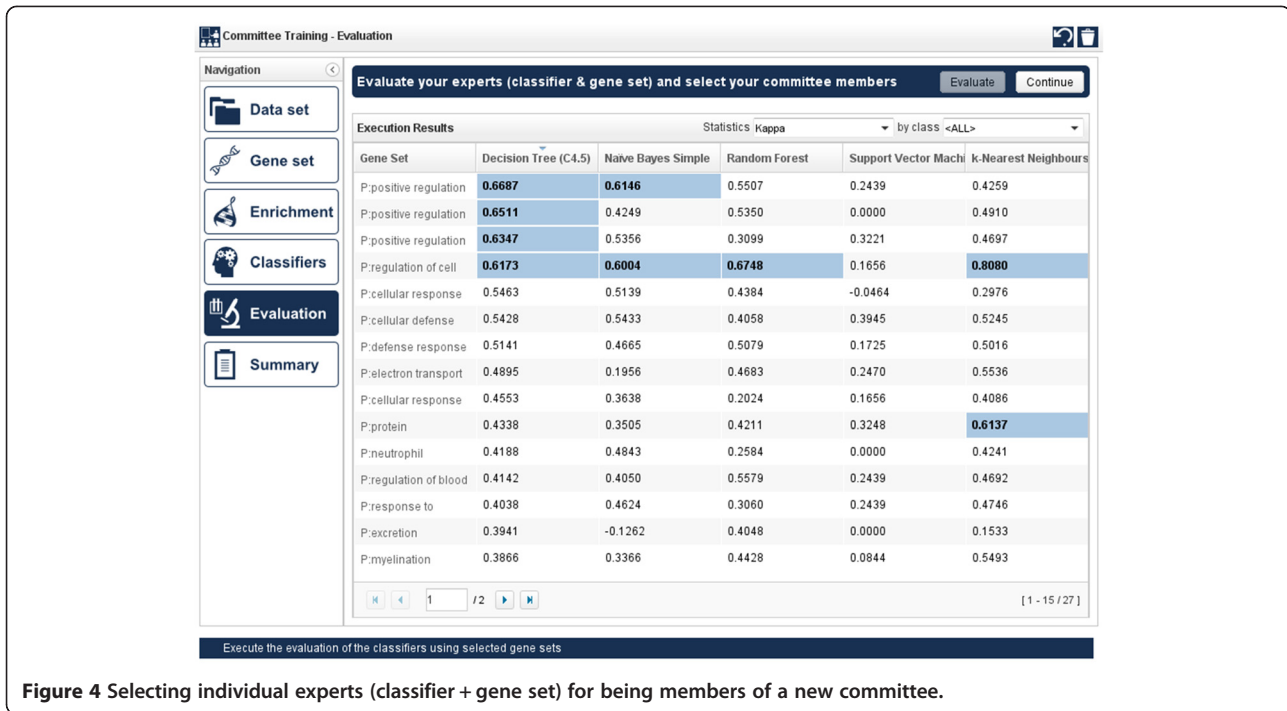 Committee Training - Evaluation
Navigation
Data set
Gene set
Enrichment
Classifiers
Evaluation
Summary
Evaluate your experts (classifier & gene set) and select your committee members Evaluate Continue
Execution Results Statistics Kappa by class <ALL>
Gene Set Decision Tree (C4.5) Naïve Bayes Simple Random Forest Support Vector Machi k-Nearest Neighbours
P:positive regulation 0.6687 0.6146 0.5507 0.2439 0.4259
P:positive regulation 0.6511 0.4249 0.5350 0.0000 0.4910
P:positive regulation 0.6347 0.5356 0.3099 0.3221 0.4697
P:regulation of cell 0.6173 0.6004 0.6748 0.1656 0.8080
P:cellular response 0.5463 0.5139 0.4384 -0.0464 0.2976
P:cellular defense 0.5428 0.5433 0.4058 0.3945 0.5245
P:defense response 0.5141 0.4665 0.5079 0.1725 0.5016
P:electron transport 0.4895 0.1956 0.4683 0.2470 0.5536
P:cellular response 0.4553 0.3638 0.2024 0.1656 0.4086
P:protein 0.4338 0.3505 0.4211 0.3248 0.6137
P:neutrophil 0.4188 0.4843 0.2584 0.0000 0.4241
P:regulation of blood 0.4142 0.4050 0.5579 0.2439 0.4692
P:response to 0.4038 0.4624 0.3060 0.2439 0.4746
P:excretion 0.3941 -0.1262 0.4048 0.0000 0.1533
P:myelination 0.3866 0.3366 0.4428 0.0844 0.5493
1 / 2 [ 1 - 15 / 27 ]
Execute the evaluation of the classifiers using selected gene sets
Figure 4 Selecting individual experts (classifier + gene set) for being members of a new committee.